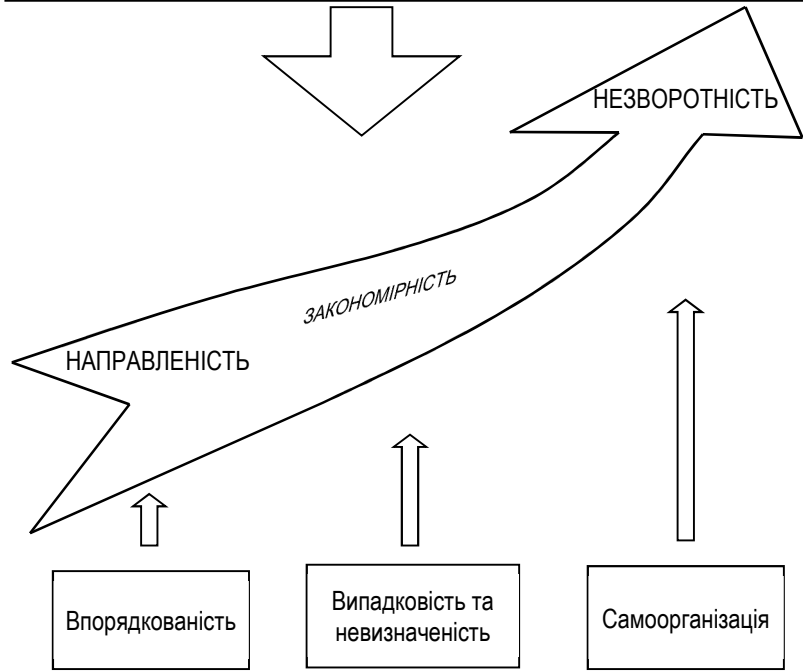 НЕЗВОРОТНІСТЬ
ЗАКОНОМІРНІСТЬ
НАПРАВЛЕНІСТЬ
Впорядкованість
Випадковість та
невизначеність
Самоорганізація